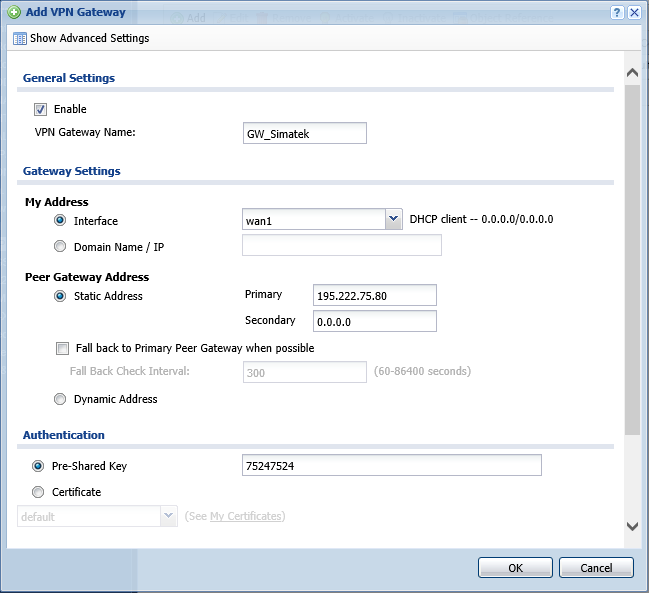 Add VPN Gateway
Add
Show Advanced Settings
General Settings
Enable
VPN Gateway Name: GW_Simatek
Gateway Settings
My Address
Interface wan1 DHCP client -- 0.0.0.0/0.0.0.0
Domain Name / IP
Peer Gateway Address
Static Address Primary 195.222.75.80
Secondary 0.0.0.0
Fall back to Primary Peer Gateway when possible
Fall Back Check Interval: 300 (60-86400 seconds)
Dynamic Address
Authentication
Pre-Shared Key 75247524
Certificate
default (See My Certificates)
OK Cancel